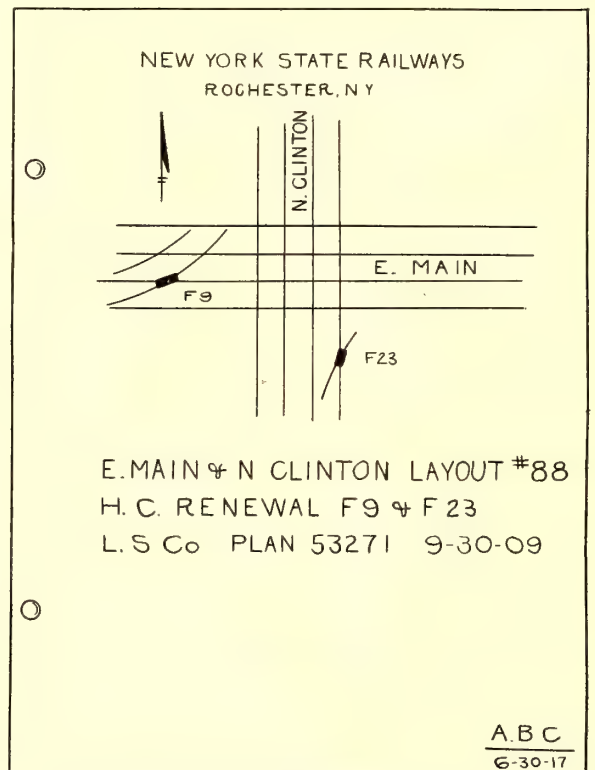 NEW YORK STATE RAILWAYS
ROCHESTER, N Y
N. CLINTON
E. MAIN
F9
F23
E. MAIN & N CLINTON LAYOUT #88
H. C. RENEWAL F9 & F 23
L. S Co PLAN 53271 9-30-09
A. B C
6-30-17